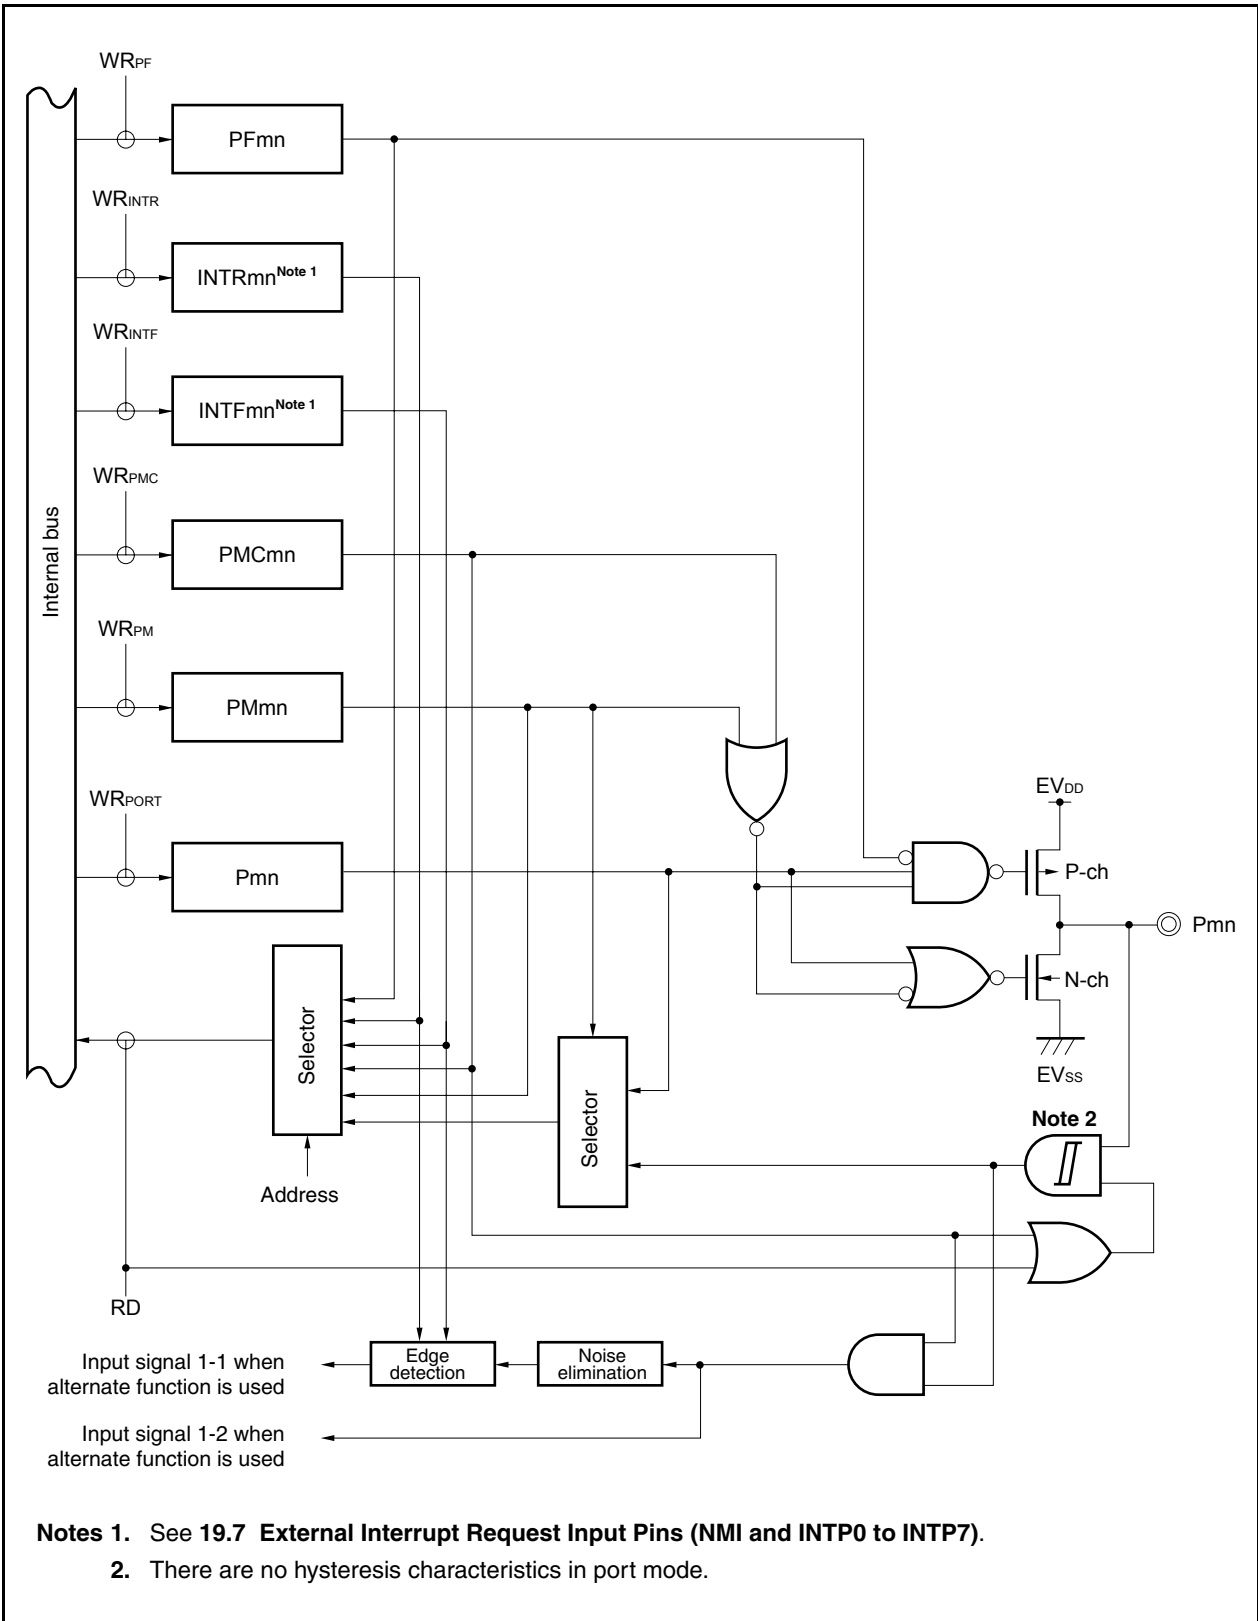 WRPF
PFmn
WRINTR
INTRmnNote 1
WRINTF
INTFmnNote 1
WRPMC
PMCmn
Internal bus
WRPM
PMmn
WRPORT
Pmn
EVDD
P-ch
Pmn
N-ch
EVSS
Selector
Selector
Note 2
Address
RD
Input signal 1-1 when
alternate function is used
Edge
detection
Noise
elimination
Input signal 1-2 when
alternate function is used
Notes 1. See 19.7 External Interrupt Request Input Pins (NMI and INTP0 to INTP7).
2. There are no hysteresis characteristics in port mode.